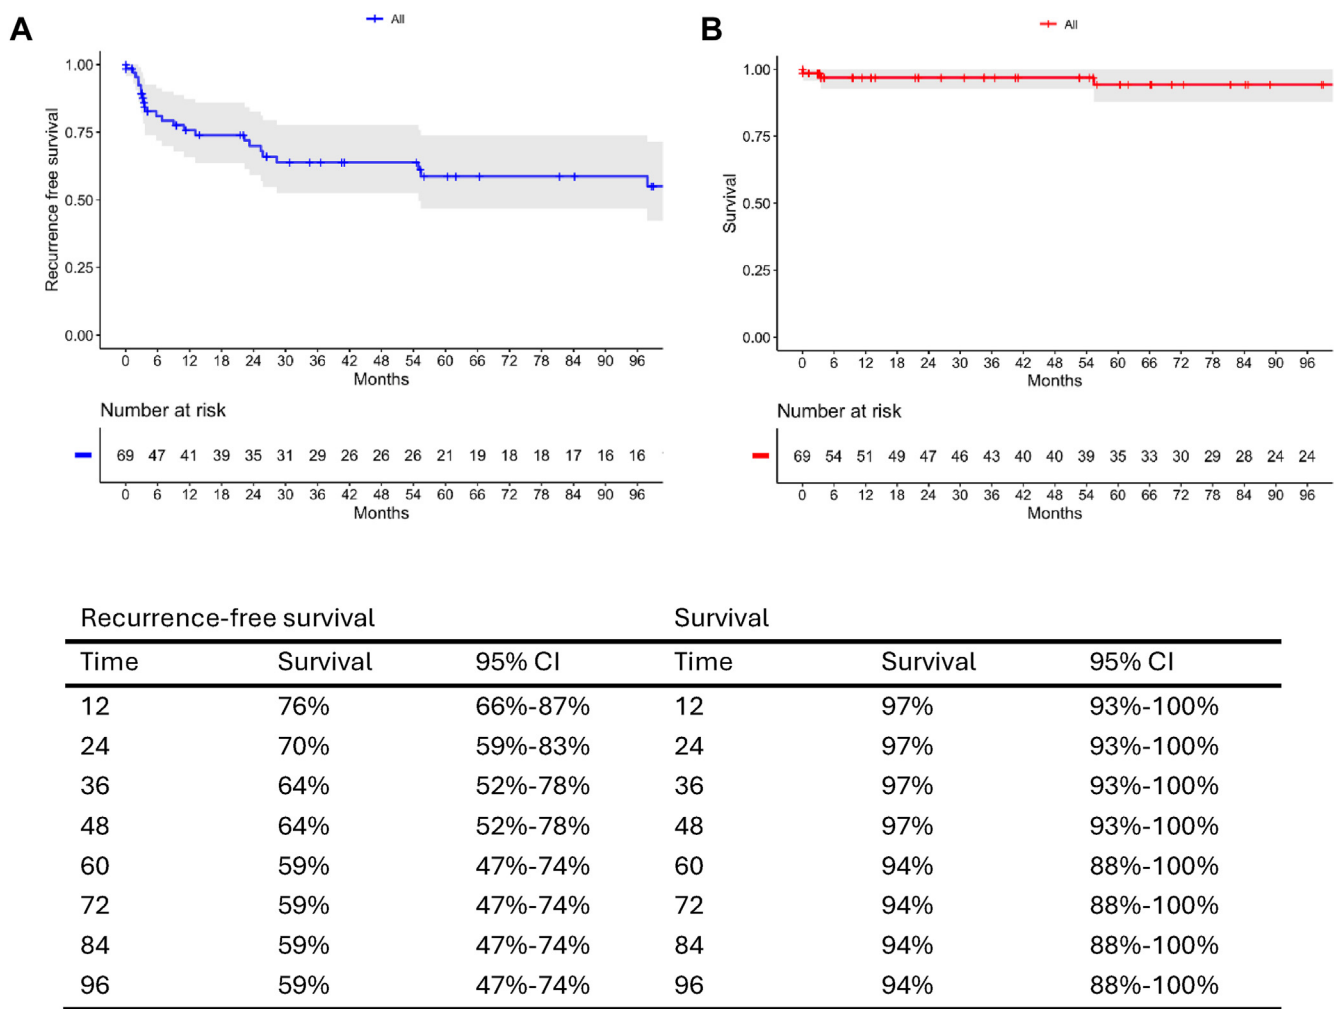 A
All
Recurrence free survival
1.00
0.75
0.50
0.25
0.00
0 6 12 18 24 30 36 42 48 54 60 66 72 78 84 90 96
Months
Number at risk
69 47 41 39 35 31 29 26 26 26 21 19 18 18 17 16 16
0 6 12 18 24 30 36 42 48 54 60 66 72 78 84 90 96
Months
B
All
Survival
1.00
0.75
0.50
0.25
0.00
0 6 12 18 24 30 36 42 48 54 60 66 72 78 84 90 96
Months
Number at risk
69 54 51 49 47 46 43 40 40 39 35 33 30 29 28 24 24
0 6 12 18 24 30 36 42 48 54 60 66 72 78 84 90 96
Months
Recurrence-free survival Survival
Time Survival 95% CI Time Survival 95% CI
12 76% 66%-87% 12 97% 93%-100%
24 70% 59%-83% 24 97% 93%-100%
36 64% 52%-78% 36 97% 93%-100%
48 64% 52%-78% 48 97% 93%-100%
60 59% 47%-74% 60 94% 88%-100%
72 59% 47%-74% 72 94% 88%-100%
84 59% 47%-74% 84 94% 88%-100%
96 59% 47%-74% 96 94% 88%-100%